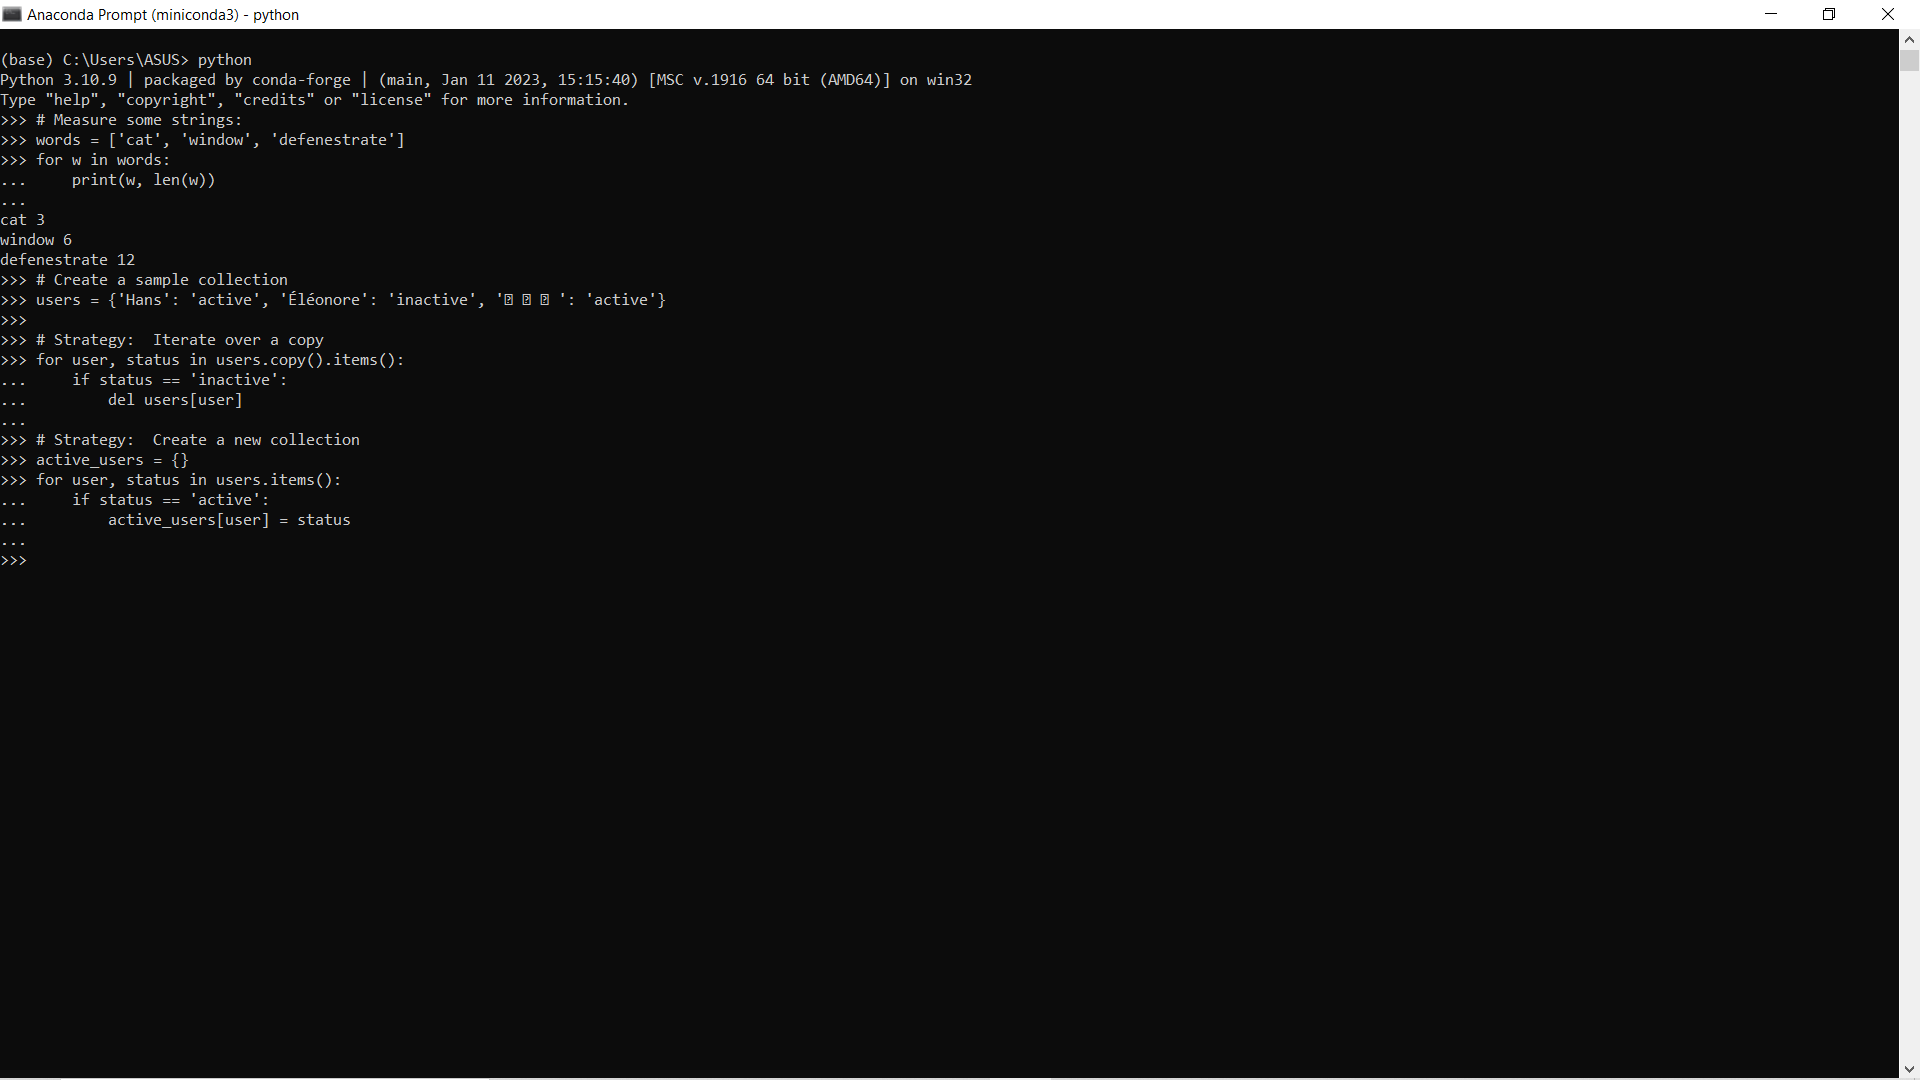 Anaconda Prompt (miniconda3) - python
(base) C:\Users\ASUS> python
Python 3.10.9 | packaged by conda-forge | (main, Jan 11 2023, 15:15:40) [MSC v.1916 64 bit (AMD64)] on win32
Type "help", "copyright", "credits" or "license" for more information.
>>> # Measure some strings:
>>> words = ['cat', 'window', 'defenestrate']
>>> for w in words:
...     print(w, len(w))
...
cat 3
window 6
defenestrate 12
>>> # Create a sample collection
>>> users = {'Hans': 'active', 'Éléonore': 'inactive', '⍰ ⍰ ⍰ ': 'active'}
>>>
>>> # Strategy:  Iterate over a copy
>>> for user, status in users.copy().items():
...     if status == 'inactive':
...         del users[user]
...
>>> # Strategy:  Create a new collection
>>> active_users = {}
>>> for user, status in users.items():
...     if status == 'active':
...         active_users[user] = status
...
>>>